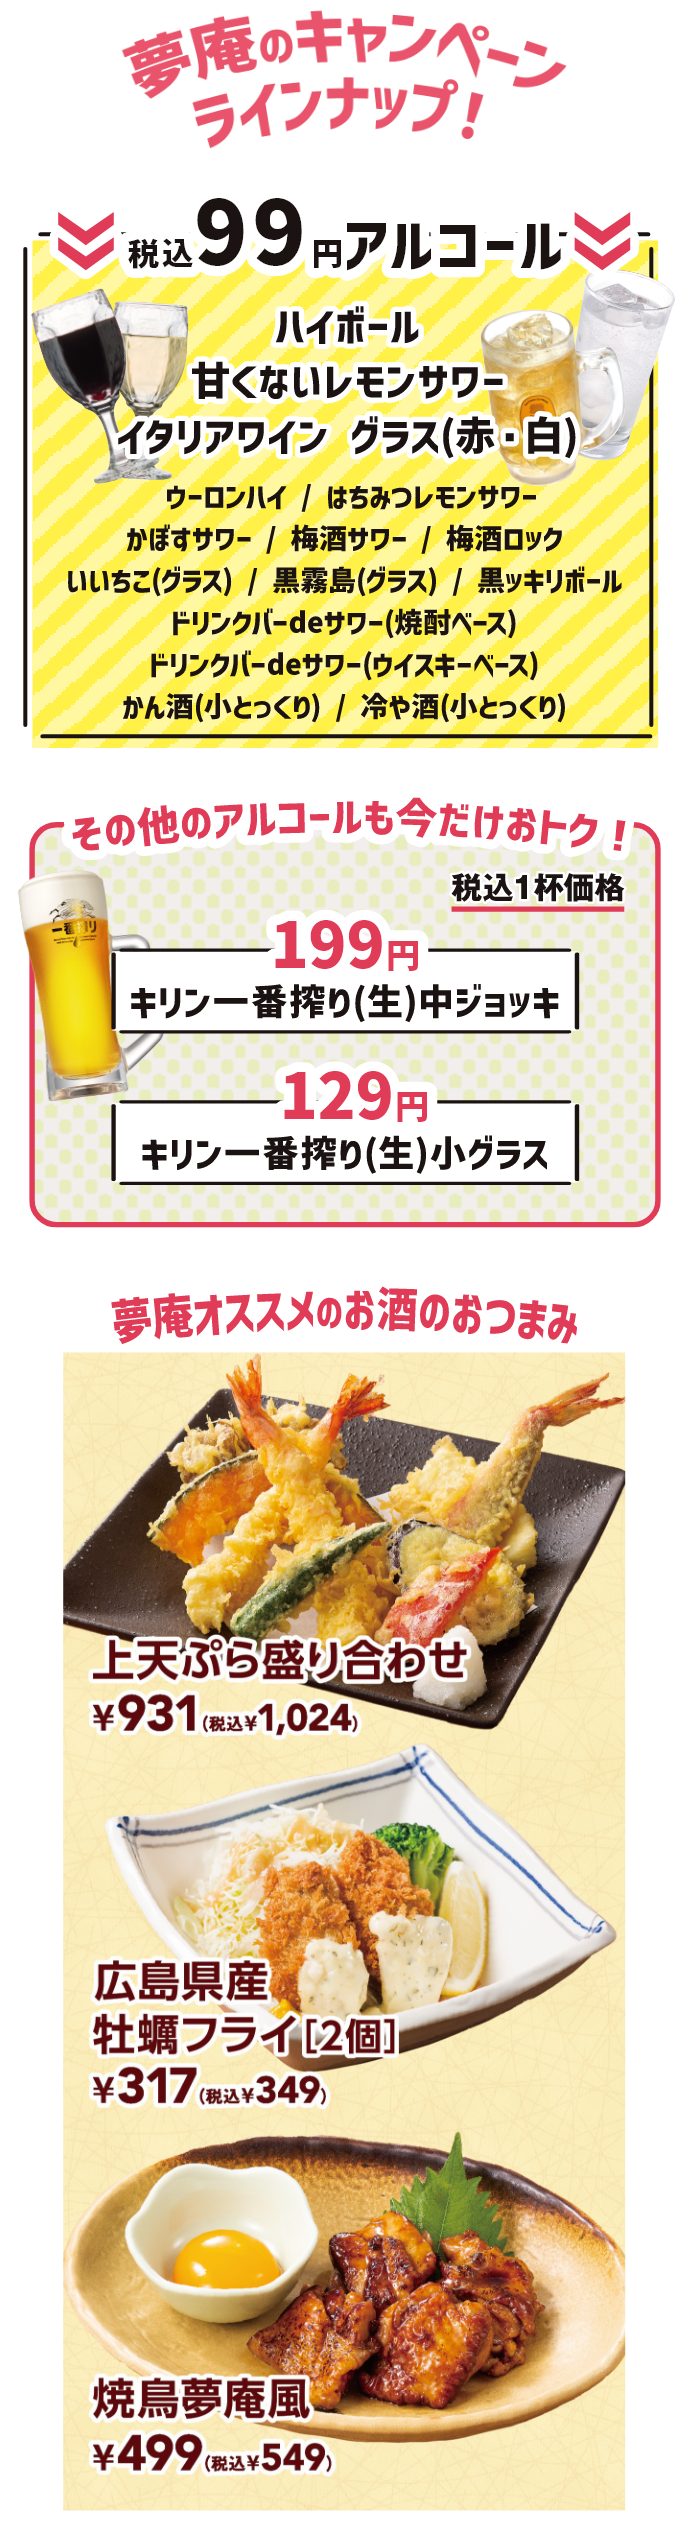 夢庵のキャンペーン
ラインナップ！
税込99円アルコール
ハイボール
甘くないレモンサワー
イタリアワイン グラス(赤・白)
ウーロンハイ / はちみつレモンサワー
かぼすサワー / 梅酒サワー / 梅酒ロック
いいちこ(グラス) / 黒霧島(グラス) / 黒ッキリボール
ドリンクバーdeサワー(焼酎ベース)
ドリンクバーdeサワー(ウイスキーベース)
かん酒(小とっくり) / 冷や酒(小とっくり)
その他のアルコールも今だけおトク！
税込1杯価格
一番搾り
199円
キリン一番搾り(生)中ジョッキ
129円
キリン一番搾り(生)小グラス
夢庵オススメのお酒のおつまみ
上天ぷら盛り合わせ
¥931(税込¥1,024)
広島県産
牡蠣フライ[2個]
¥317(税込¥349)
焼鳥夢庵風
¥499(税込¥549)